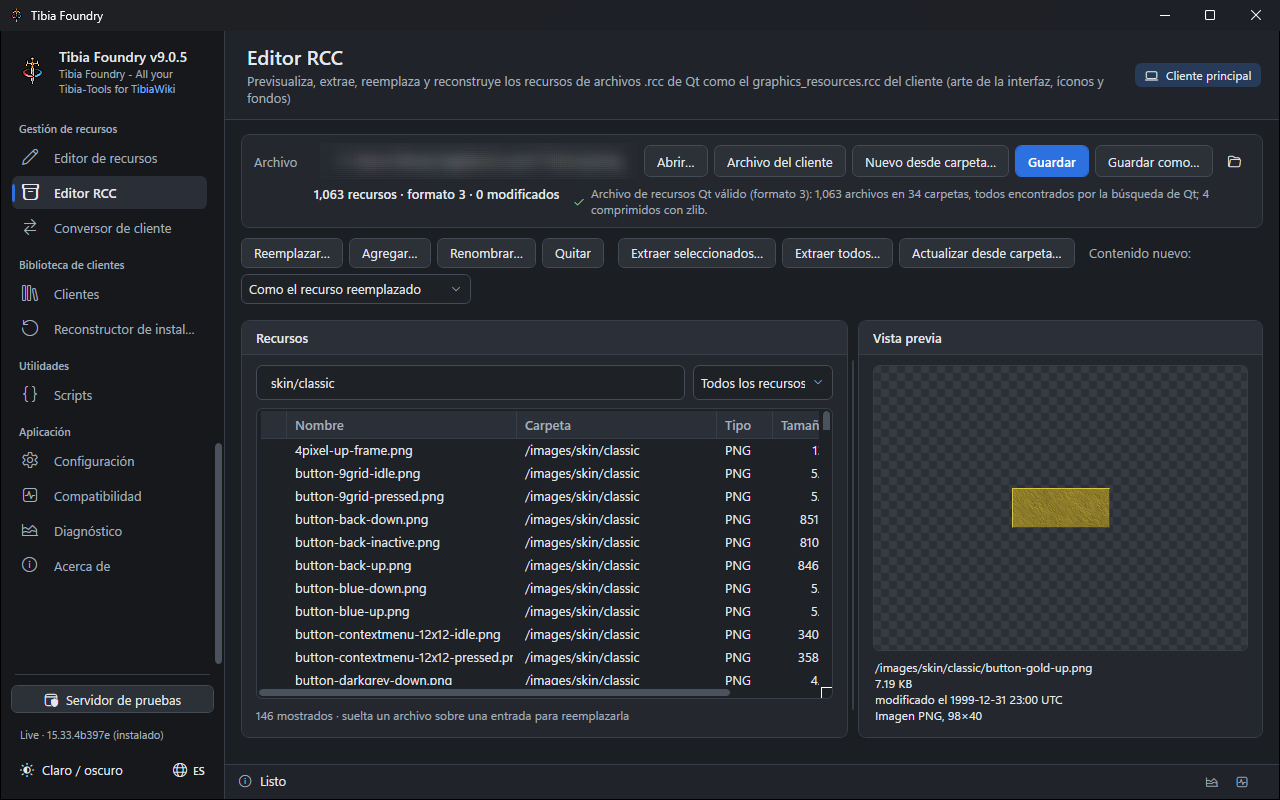 Tibia Foundry
Tibia Foundry v9.0.5
Tibia Foundry - All your
Tibia-Tools for TibiaWiki
Gestión de recursos
Editor de recursos
Editor RCC
Conversor de cliente
Biblioteca de clientes
Clientes
Reconstructor de instal...
Utilidades
Scripts
Aplicación
Configuración
Compatibilidad
Diagnóstico
Acerca de
Servidor de pruebas
Live · 15.33.4b397e (instalado)
Claro / oscuro
ES
Editor RCC
Previsualiza, extrae, reemplaza y reconstruye los recursos de archivos .rcc de Qt como el graphics_resources.rcc del cliente (arte de la interfaz, íconos y
fondos)
Cliente principal
Archivo
Abrir...
Archivo del cliente
Nuevo desde carpeta...
Guardar
Guardar como...
1,063 recursos · formato 3 · 0 modificados
Archivo de recursos Qt válido (formato 3): 1,063 archivos en 34 carpetas, todos encontrados por la búsqueda de Qt; 4
comprimidos con zlib.
Reemplazar...
Agregar...
Renombrar...
Quitar
Extraer seleccionados...
Extraer todos...
Actualizar desde carpeta...
Contenido nuevo:
Como el recurso reemplazado
Recursos
skin/classic
Todos los recursos
Nombre Carpeta Tipo Tamañ
4pixel-up-frame.png /images/skin/classic PNG 1.
button-9grid-idle.png /images/skin/classic PNG 5.
button-9grid-pressed.png /images/skin/classic PNG 5.
button-back-down.png /images/skin/classic PNG 851
button-back-inactive.png /images/skin/classic PNG 810
button-back-up.png /images/skin/classic PNG 846
button-blue-down.png /images/skin/classic PNG 5.
button-blue-up.png /images/skin/classic PNG 5.
button-contextmenu-12x12-idle.png /images/skin/classic PNG 340
button-contextmenu-12x12-pressed.pr /images/skin/classic PNG 358
button-darkgrey-down.png /images/skin/classic PNG 4.
146 mostrados · suelta un archivo sobre una entrada para reemplazarla
Vista previa
/images/skin/classic/button-gold-up.png
7.19 KB
modificado el 1999-12-31 23:00 UTC
Imagen PNG, 98×40
Listo